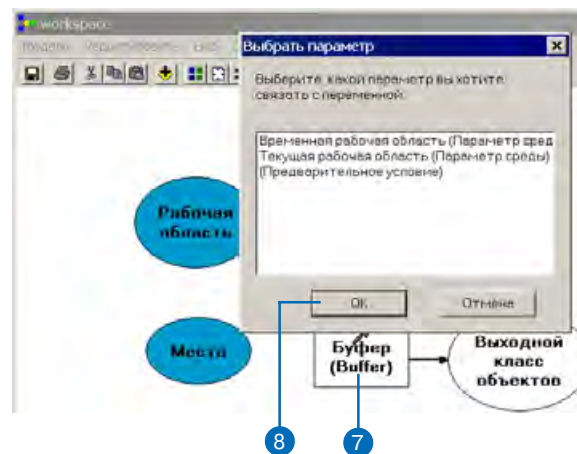 workspace
Выбрать параметр
Выберите какой параметр вы хотите
связать с переменной:
Временная рабочая область (Параметр сред
Текущая рабочая область (Параметр среды)
(Предварительное условие)
OK Отмена
Рабочая
область
Места
Буфер
(Buffer)
Выходной
класс
объектов
8 7